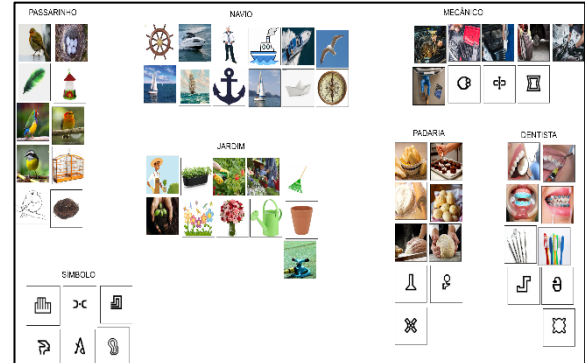 PASSARINHO
NAVIO
MECÂNICO
JARDIM
PADARIA
DENTISTA
SÍMBOLO